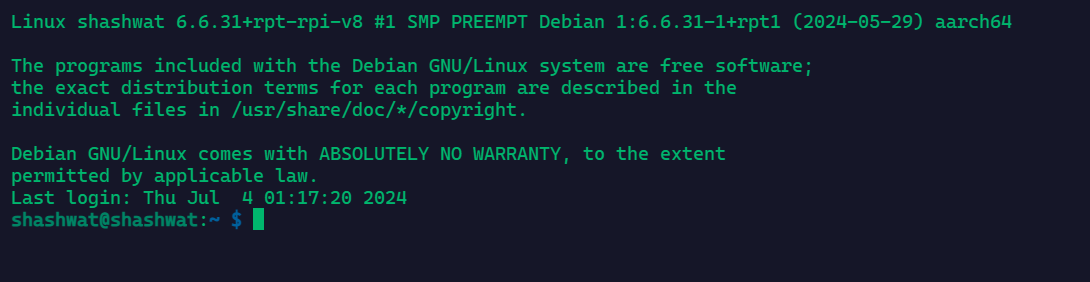 Linux shashwat 6.6.31+rpt-rpi-v8 #1 SMP PREEMPT Debian 1:6.6.31-1+rpt1 (2024-05-29) aarch64
The programs included with the Debian GNU/Linux system are free software;
the exact distribution terms for each program are described in the
individual files in /usr/share/doc/*/copyright.
Debian GNU/Linux comes with ABSOLUTELY NO WARRANTY, to the extent
permitted by applicable law.
Last login: Thu Jul  4 01:17:20 2024
shashwat@shashwat:~ $